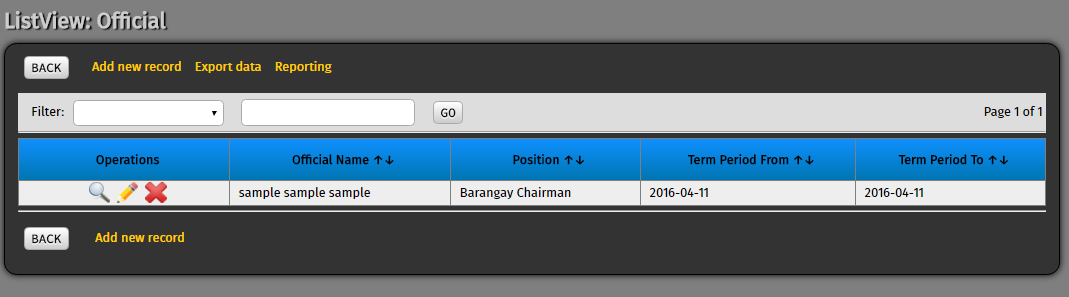 ListView: Official
BACK Add new record Export data Reporting
Filter: GO Page 1 of 1
Operations Official Name ↑↓ Position ↑↓ Term Period From ↑↓ Term Period To ↑↓
sample sample sample Barangay Chairman 2016-04-11 2016-04-11
BACK Add new record